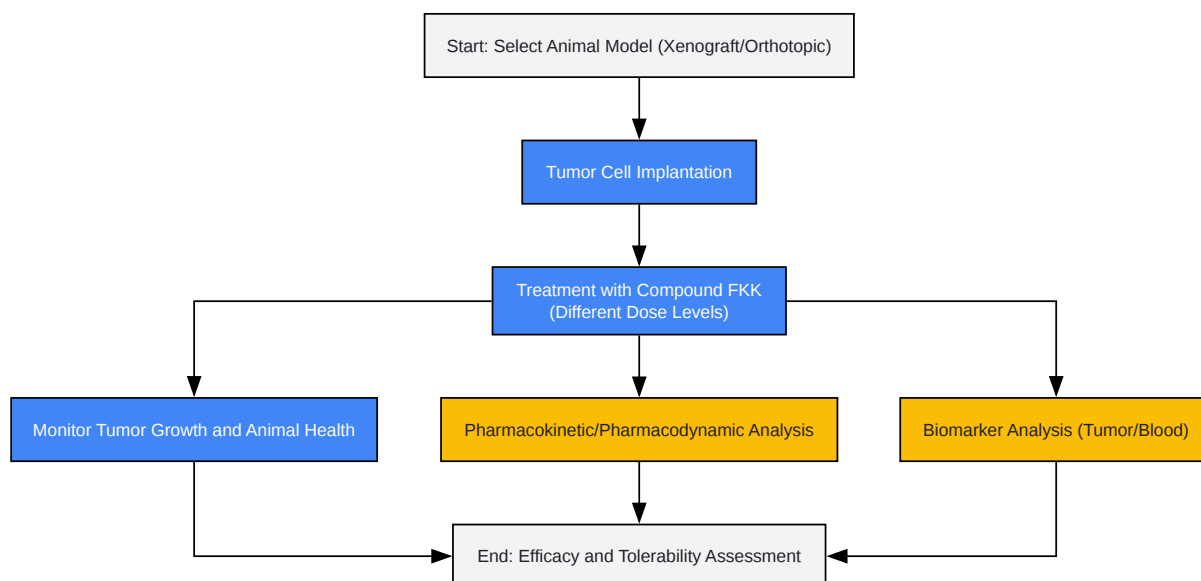 Start: Select Animal Model (Xenograft/Orthotopic)
Tumor Cell Implantation
Treatment with Compound FKK
(Different Dose Levels)
Monitor Tumor Growth and Animal Health
Pharmacokinetic/Pharmacodynamic Analysis
Biomarker Analysis (Tumor/Blood)
End: Efficacy and Tolerability Assessment